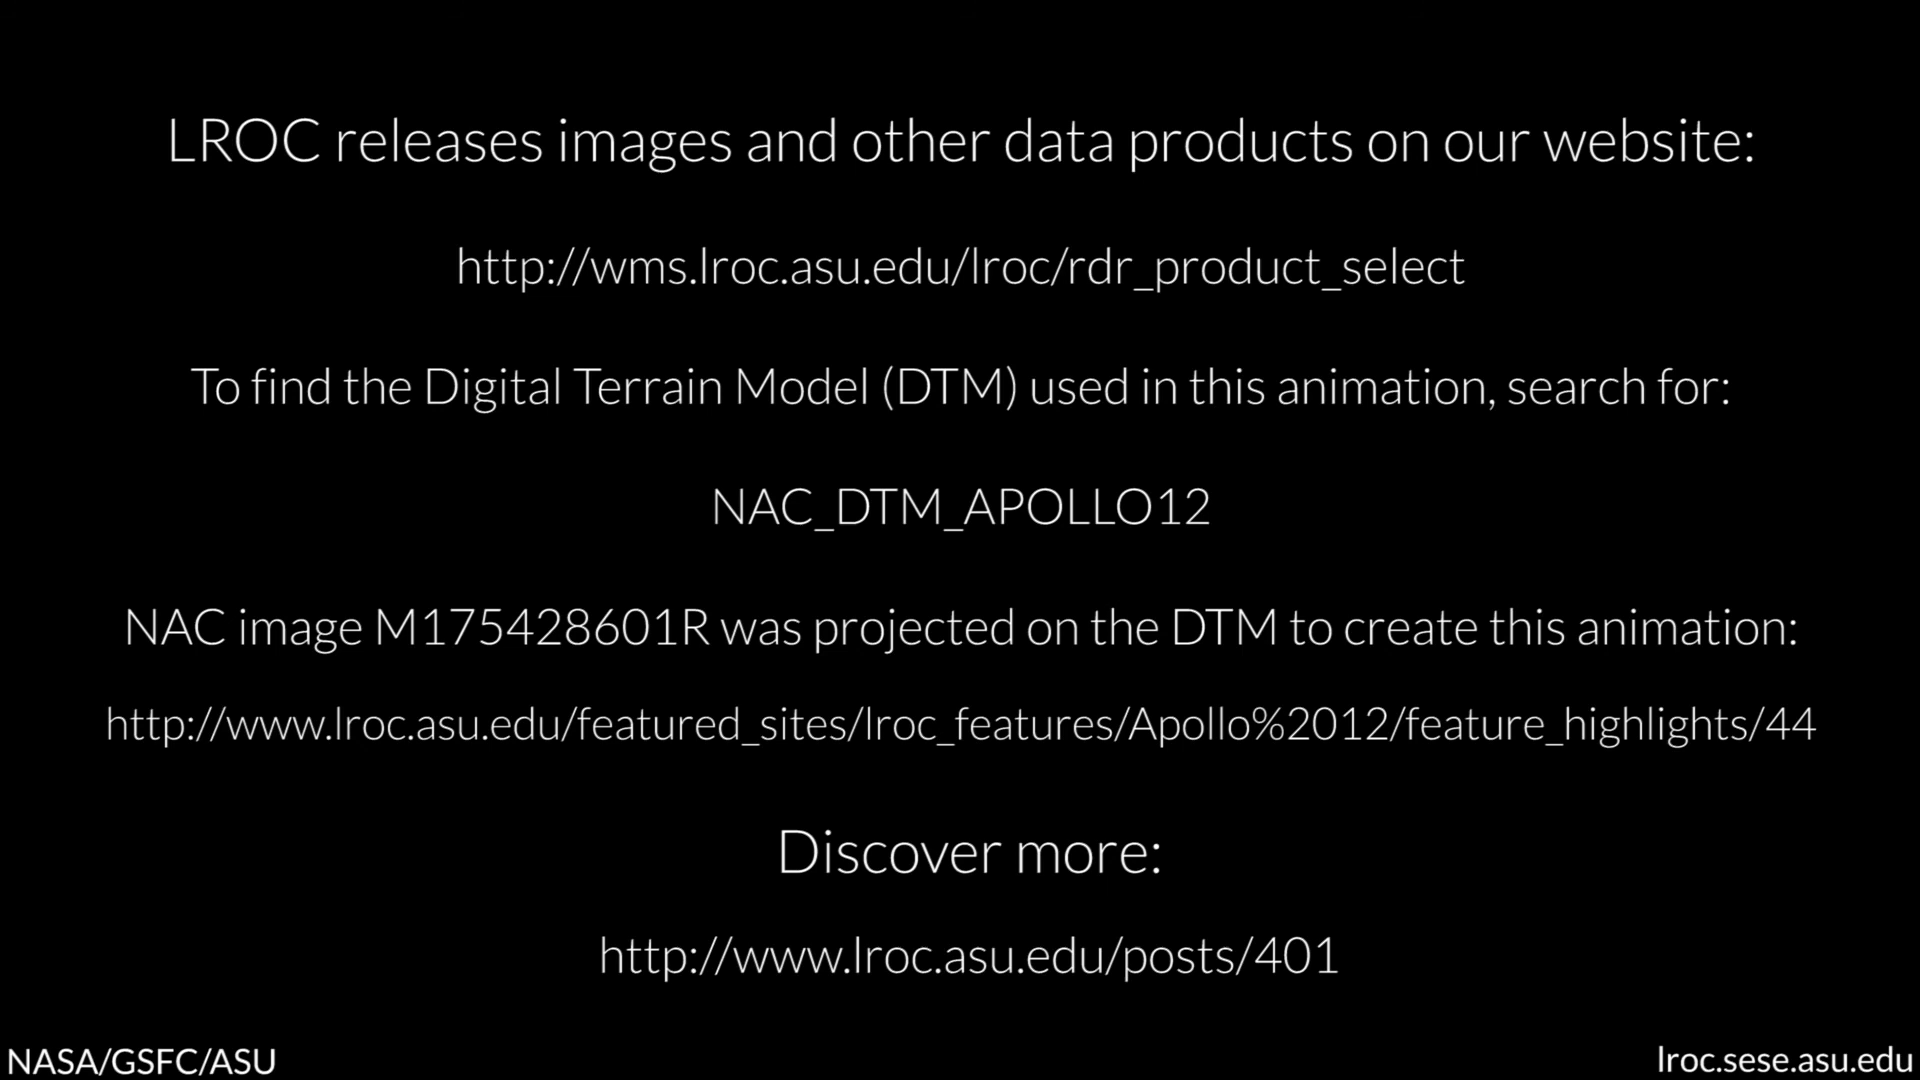 LROC releases images and other data products on our website:
http://wms.lroc.asu.edu/lroc/rdr_product_select
To find the Digital Terrain Model (DTM) used in this animation, search for:
NAC_DTM_APOLLO12
NAC image M175428601R was projected on the DTM to create this animation:
http://www.lroc.asu.edu/featured_sites/lroc_features/Apollo%2012/feature_highlights/44
Discover more:
http://www.lroc.asu.edu/posts/401
NASA/GSFC/ASU
lroc.sese.asu.edu